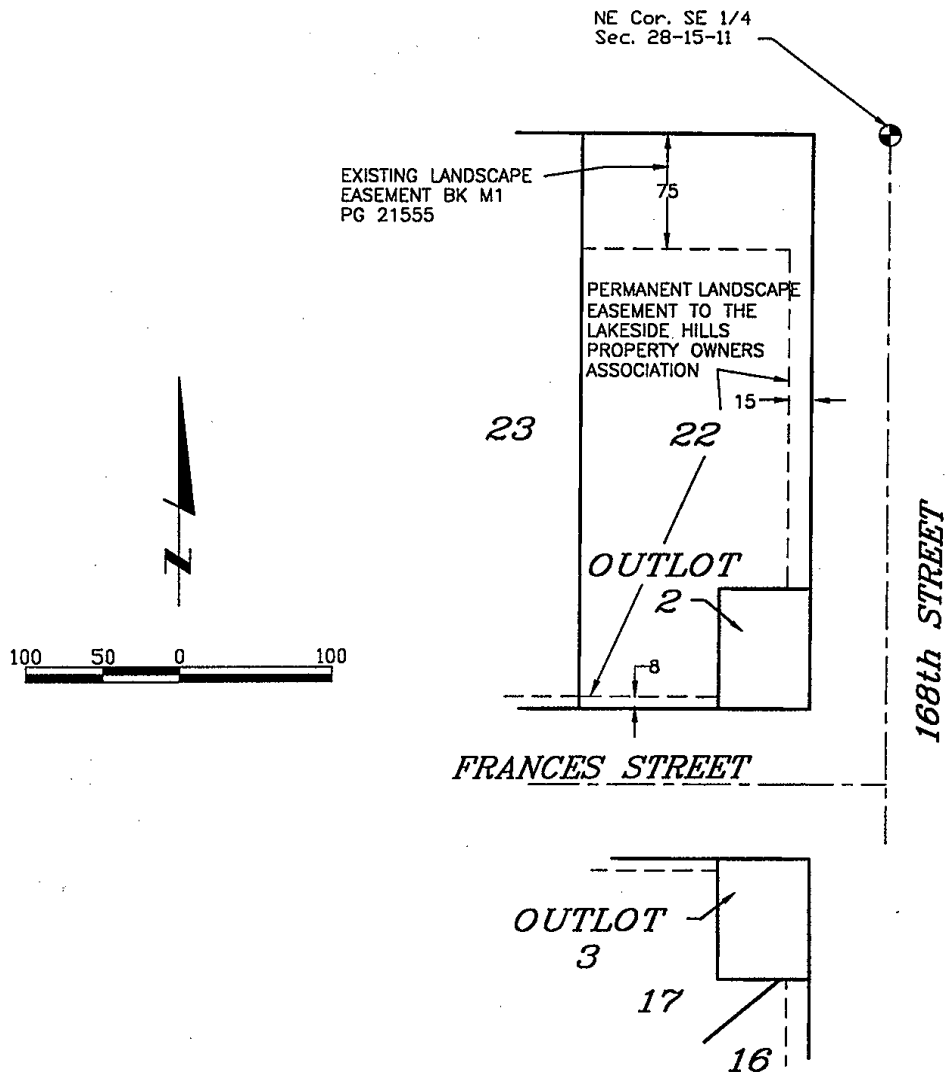 NE Cor. SE 1/4
Sec. 28-15-11
EXISTING LANDSCAPE
EASEMENT BK M1
PG 21555
75
PERMANENT LANDSCAPE
EASEMENT TO THE
LAKESIDE HILLS
PROPERTY OWNERS
ASSOCIATION
15
23
22
168th STREET
OUTLOT
2
N
100 50 0 100
8
FRANCES STREET
OUTLOT
3
17
16